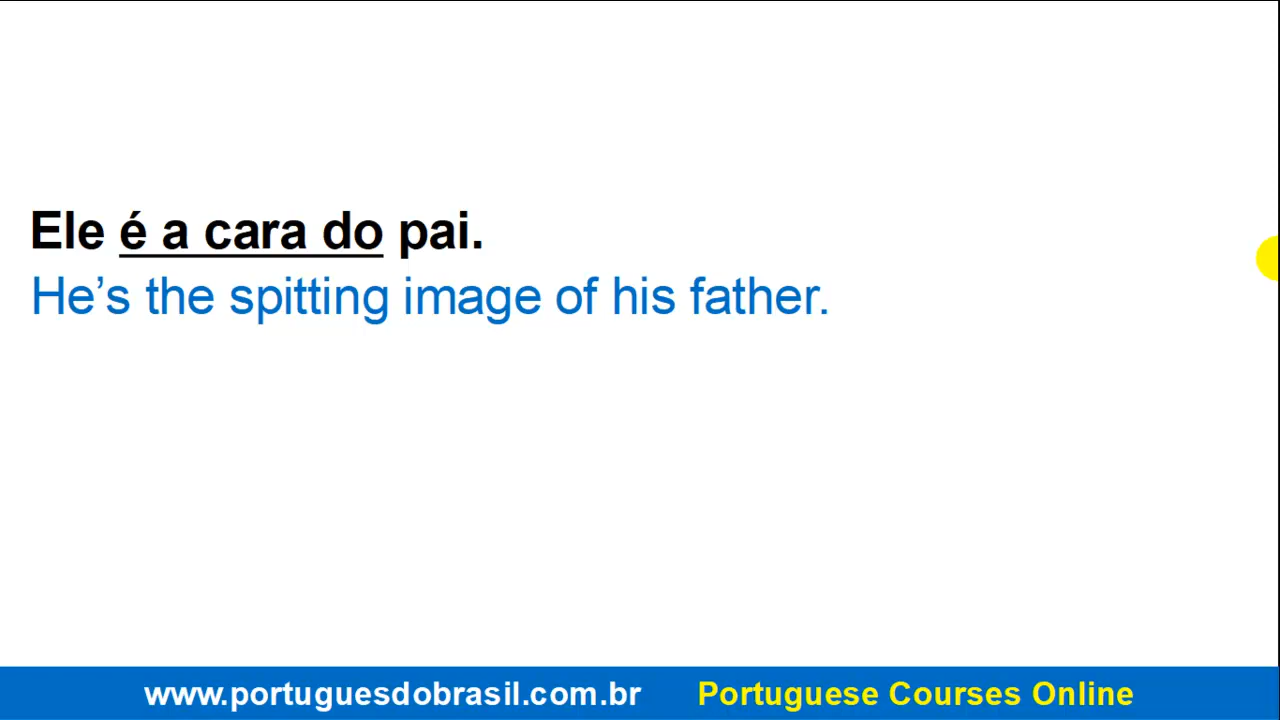 Ele é a cara do pai.
He’s the spitting image of his father.
www.portuguesdobrasil.com.br Portuguese Courses Online